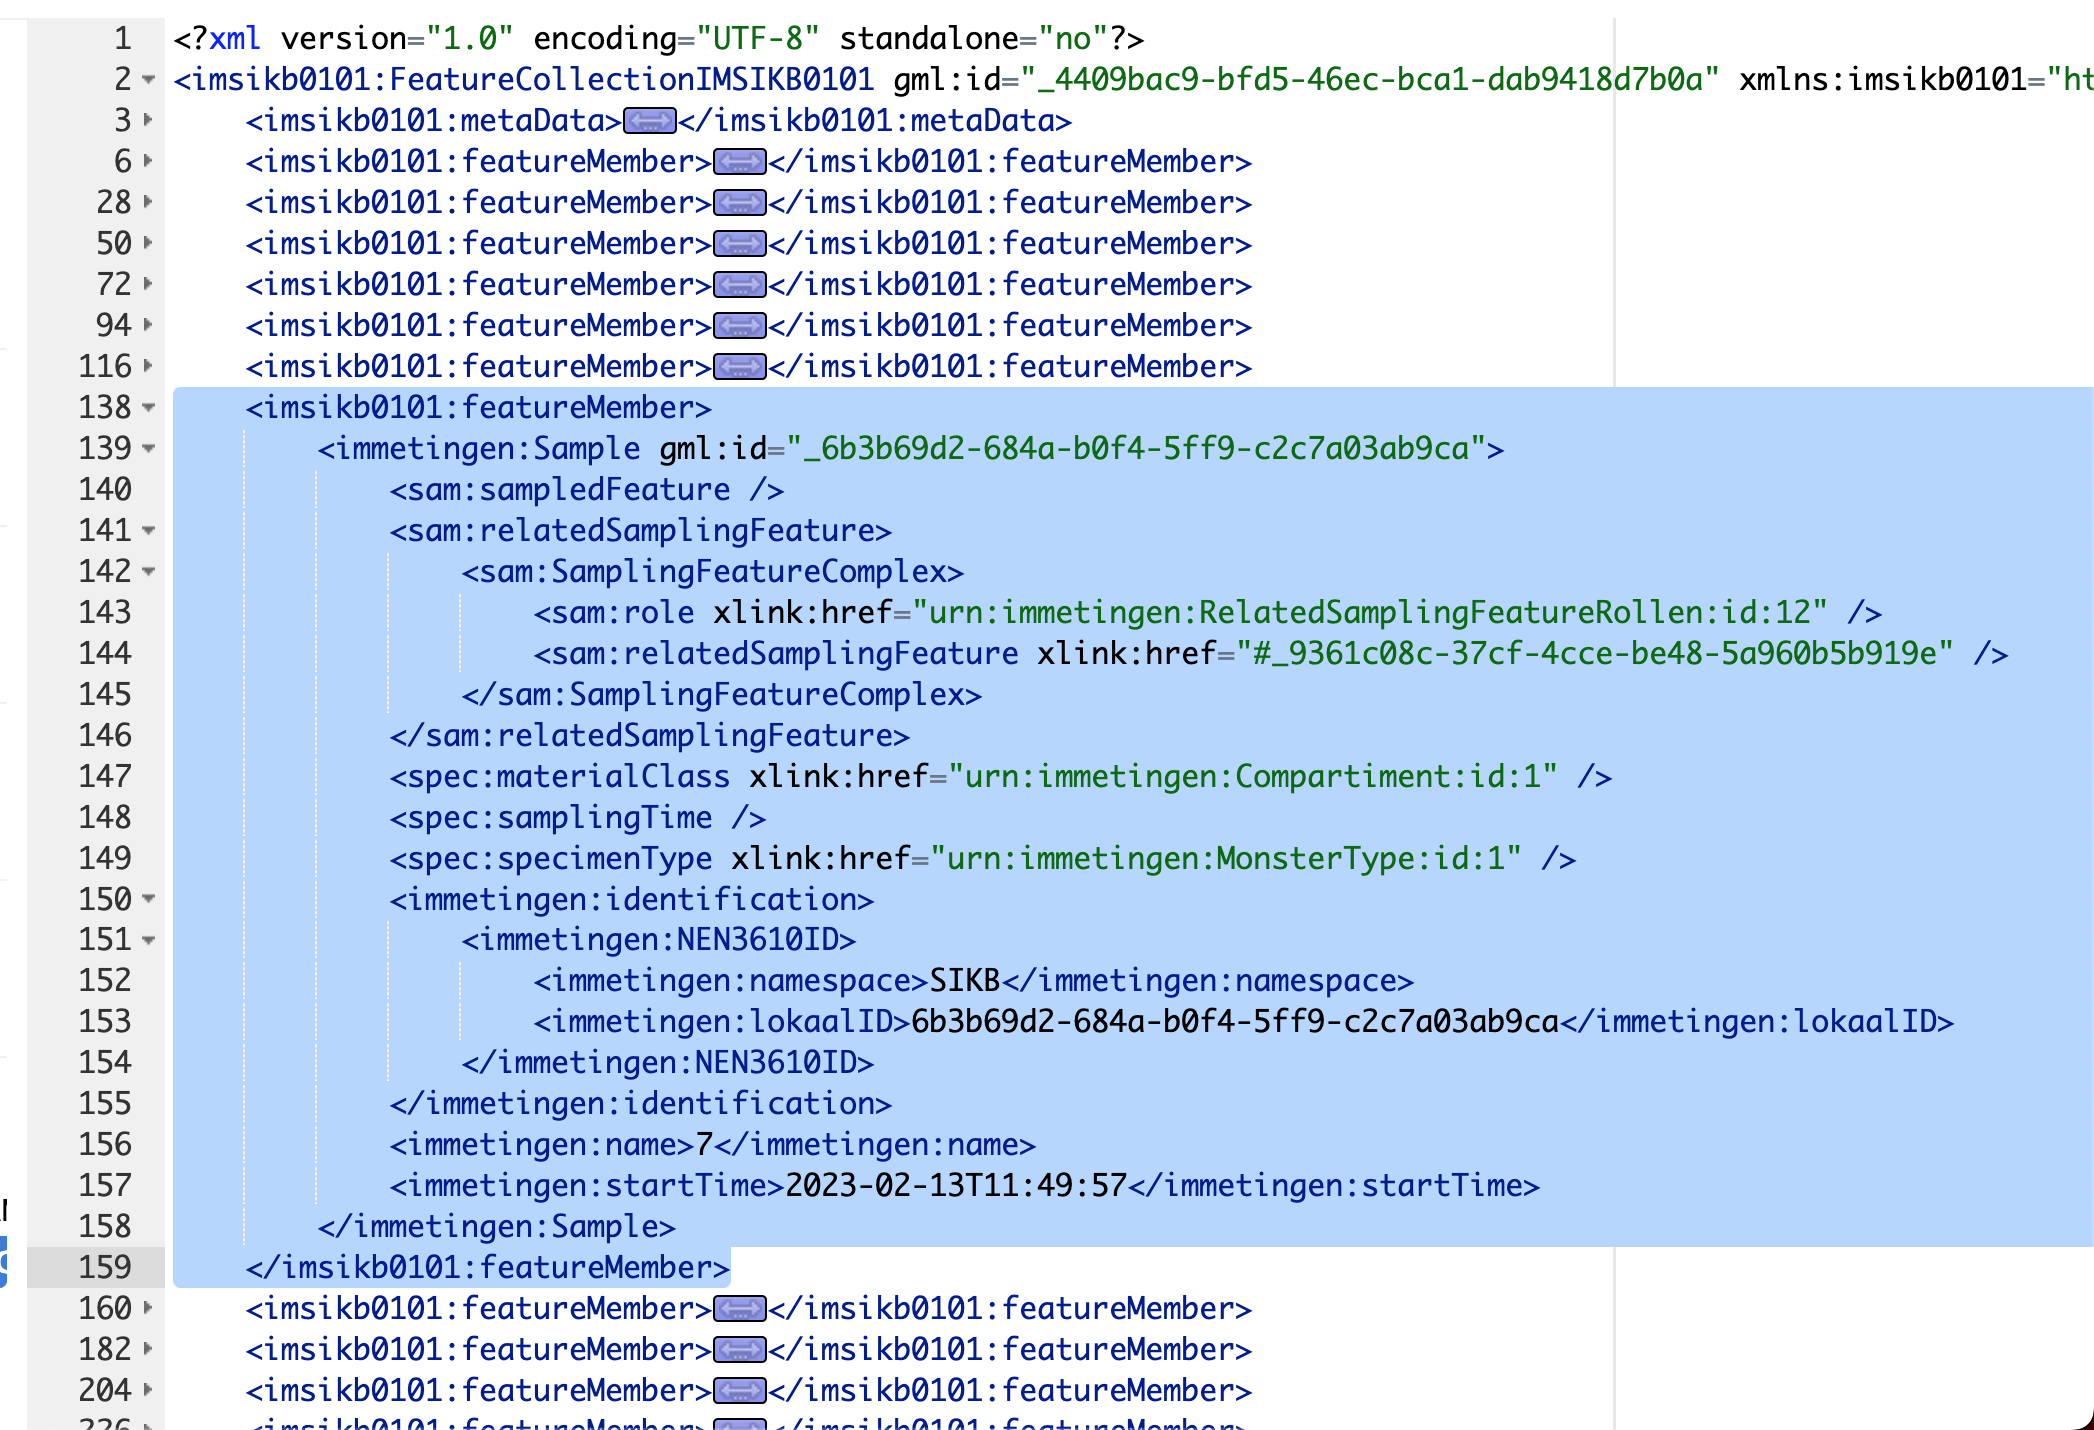 1 <?xml version="1.0" encoding="UTF-8" standalone="no"?>
2 <imsikb0101:FeatureCollectionIMSIKB0101 gml:id="_4409bac9-bfd5-46ec-bca1-dab9418d7b0a" xmlns:imsikb0101="ht
3 <imsikb0101:metaData></imsikb0101:metaData>
6 <imsikb0101:featureMember></imsikb0101:featureMember>
28 <imsikb0101:featureMember></imsikb0101:featureMember>
50 <imsikb0101:featureMember></imsikb0101:featureMember>
72 <imsikb0101:featureMember></imsikb0101:featureMember>
94 <imsikb0101:featureMember></imsikb0101:featureMember>
116 <imsikb0101:featureMember></imsikb0101:featureMember>
138 <imsikb0101:featureMember>
139 <immetingen:Sample gml:id="_6b3b69d2-684a-b0f4-5ff9-c2c7a03ab9ca">
140 <sam:sampledFeature />
141 <sam:relatedSamplingFeature>
142 <sam:SamplingFeatureComplex>
143 <sam:role xlink:href="urn:immetingen:RelatedSamplingFeatureRollen:id:12" />
144 <sam:relatedSamplingFeature xlink:href="#_9361c08c-37cf-4cce-be48-5a960b5b919e" />
145 </sam:SamplingFeatureComplex>
146 </sam:relatedSamplingFeature>
147 <spec:materialClass xlink:href="urn:immetingen:Compartiment:id:1" />
148 <spec:samplingTime />
149 <spec:specimenType xlink:href="urn:immetingen:MonsterType:id:1" />
150 <immetingen:identification>
151 <immetingen:NEN3610ID>
152 <immetingen:namespace>SIKB</immetingen:namespace>
153 <immetingen:lokaalID>6b3b69d2-684a-b0f4-5ff9-c2c7a03ab9ca</immetingen:lokaalID>
154 </immetingen:NEN3610ID>
155 </immetingen:identification>
156 <immetingen:name>7</immetingen:name>
157 <immetingen:startTime>2023-02-13T11:49:57</immetingen:startTime>
158 </immetingen:Sample>
159 </imsikb0101:featureMember>
160 <imsikb0101:featureMember></imsikb0101:featureMember>
182 <imsikb0101:featureMember></imsikb0101:featureMember>
204 <imsikb0101:featureMember></imsikb0101:featureMember>
226 <imsikb0101:featureMember></imsikb0101:featureMember>